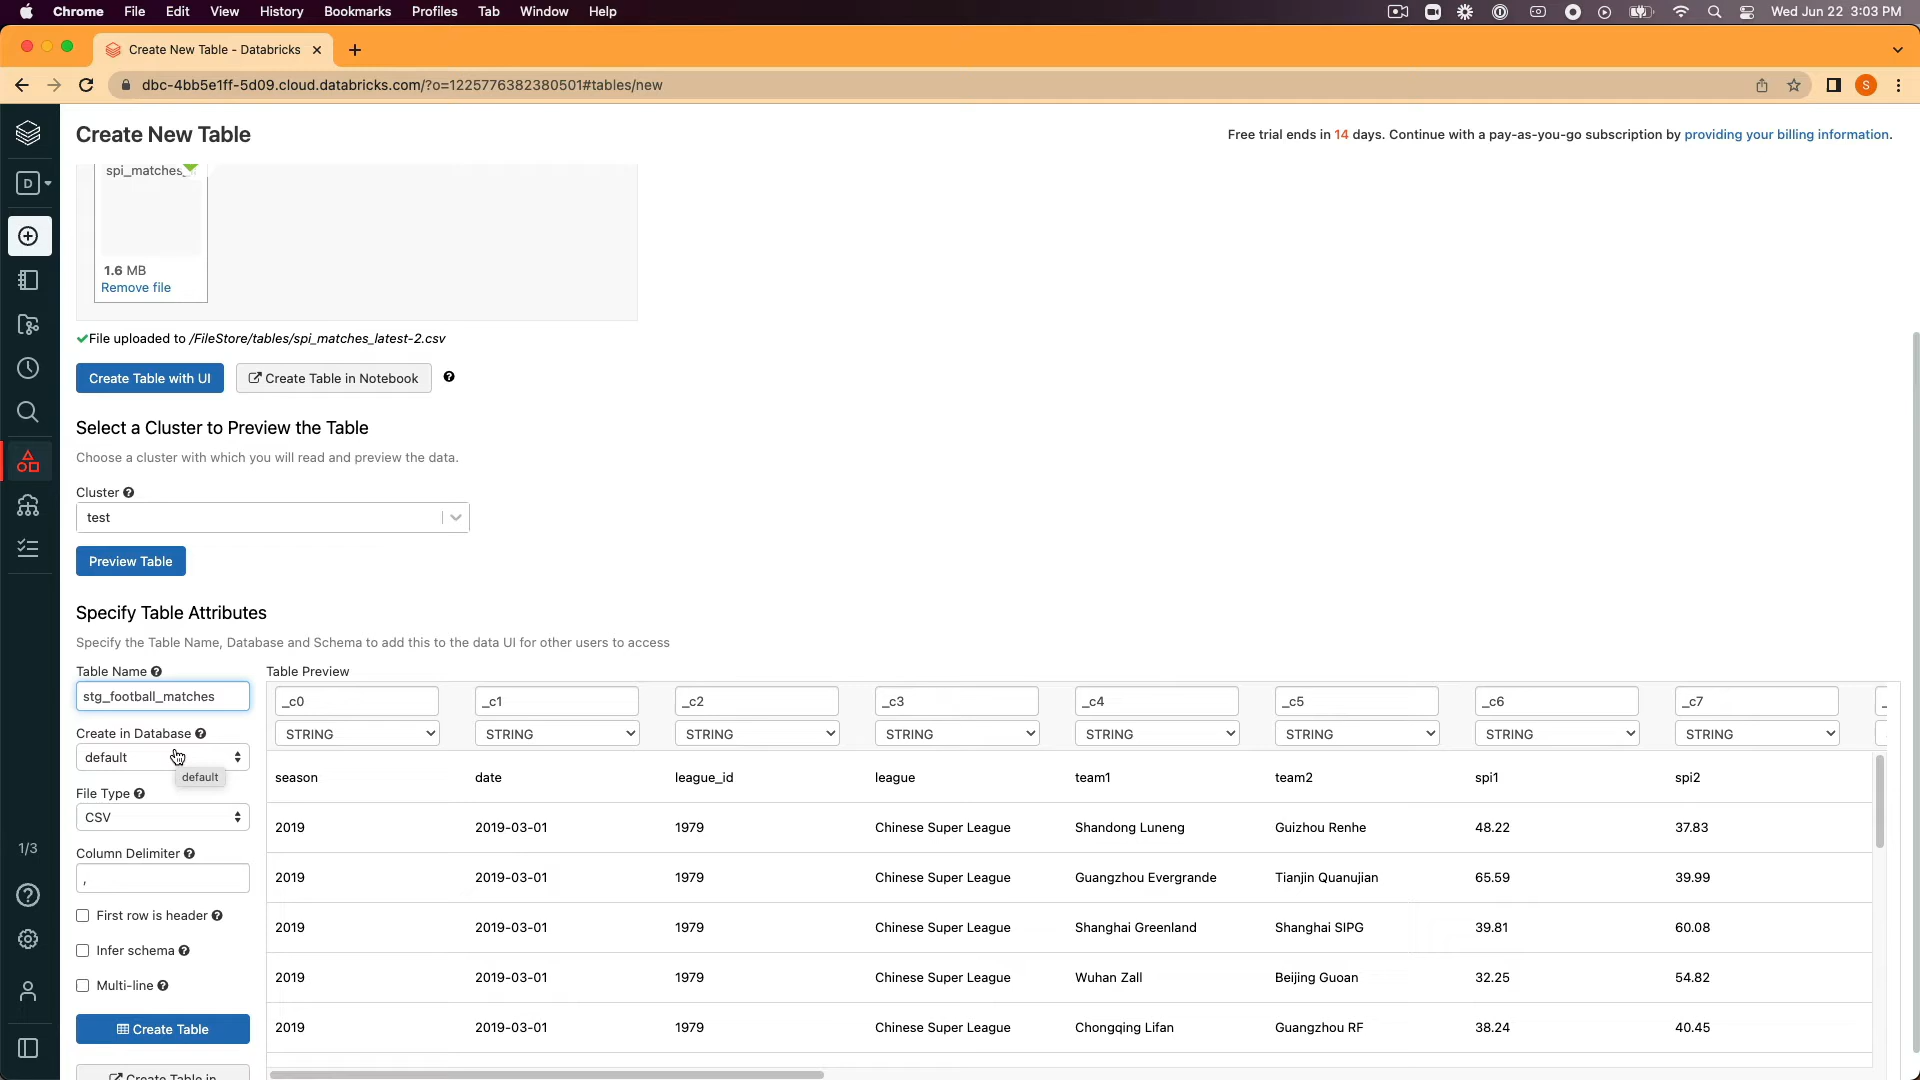 Chrome File Edit View History Bookmarks Profiles Tab Window Help Wed Jun 22 3:03 PM
Create New Table - Databricks
dbc-4bb5e1ff-5d09.cloud.databricks.com/?o=1225776382380501#tables/new S
Create New Table
Free trial ends in 14 days. Continue with a pay-as-you-go subscription by providing your billing information.
D
spi_matches_
1.6 MB
Remove file
File uploaded to /FileStore/tables/spi_matches_latest-2.csv
Create Table with UI Create Table in Notebook ?
Select a Cluster to Preview the Table
Choose a cluster with which you will read and preview the data.
Cluster ?
test
Preview Table
Specify Table Attributes
Specify the Table Name, Database and Schema to add this to the data UI for other users to access
Table Name ?
stg_football_matches
Create in Database ?
default
default
File Type ?
CSV
1/3
Column Delimiter ?
,
First row is header ?
Infer schema ?
Multi-line ?
Create Table
Create Table in
Table Preview
_c0 _c1 _c2 _c3 _c4 _c5 _c6 _c7
STRING STRING STRING STRING STRING STRING STRING STRING
season date league_id league team1 team2 spi1 spi2
2019 2019-03-01 1979 Chinese Super League Shandong Luneng Guizhou Renhe 48.22 37.83
2019 2019-03-01 1979 Chinese Super League Guangzhou Evergrande Tianjin Quanujian 65.59 39.99
2019 2019-03-01 1979 Chinese Super League Shanghai Greenland Shanghai SIPG 39.81 60.08
2019 2019-03-01 1979 Chinese Super League Wuhan Zall Beijing Guoan 32.25 54.82
2019 2019-03-01 1979 Chinese Super League Chongqing Lifan Guangzhou RF 38.24 40.45